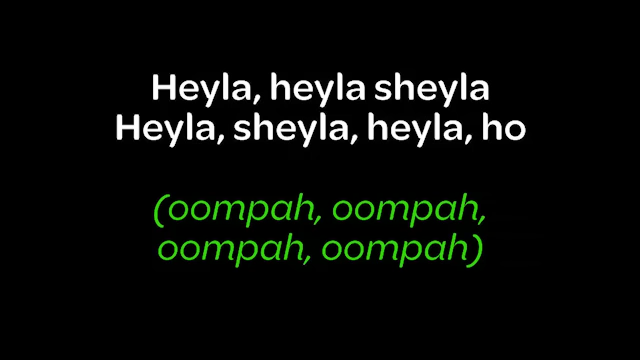 Heyla, heyla sheyla
Heyla, sheyla, heyla, ho
(oompah, oompah,
oompah, oompah)